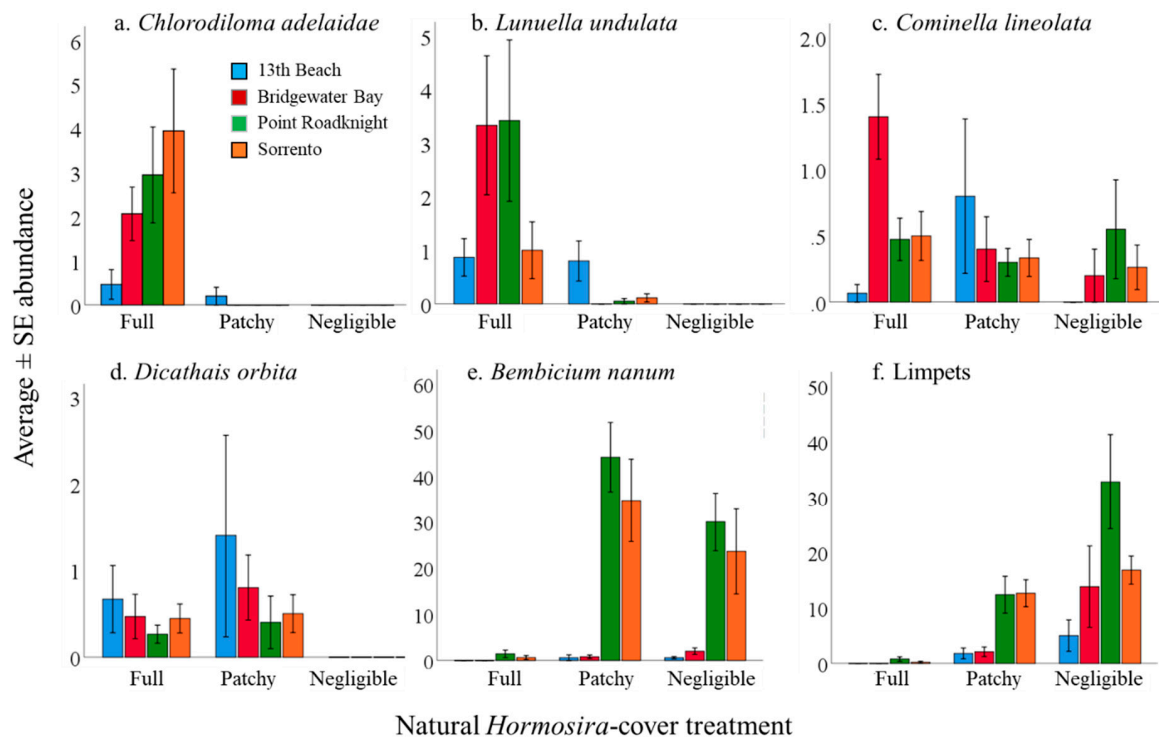 a. Chlorodiloma adelaidae
b. Lunuella undulata
c. Cominella lineolata
6
5
4
3
2
1
0
13th Beach
Bridgewater Bay
Point Roadknight
Sorrento
Full Patchy Negligible
5
4
3
2
1
0
Full Patchy Negligible
2.0
1.5
1.0
.5
.0
Full Patchy Negligible
Average ± SE abundance
d. Dicathais orbita
e. Bembicium nanum
f. Limpets
3
2
1
0
Full Patchy Negligible
60
50
40
30
20
10
0
Full Patchy Negligible
50
40
30
20
10
0
Full Patchy Negligible
Natural Hormosira-cover treatment